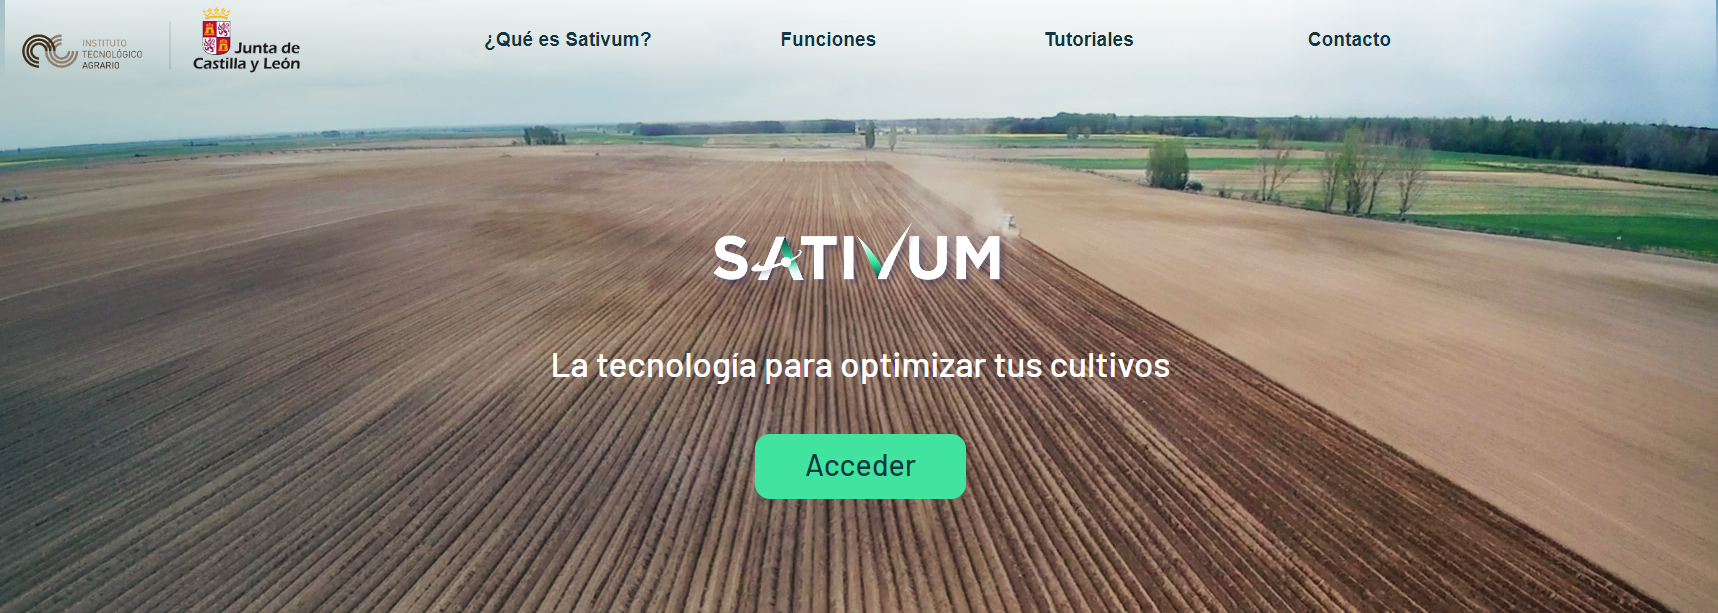 INSTITUTO
TECNOLÓGICO
AGRARIO
Junta de
Castilla y León
¿Qué es Sativum?
Funciones
Tutoriales
Contacto
SATIVUM
La tecnología para optimizar tus cultivos
Acceder